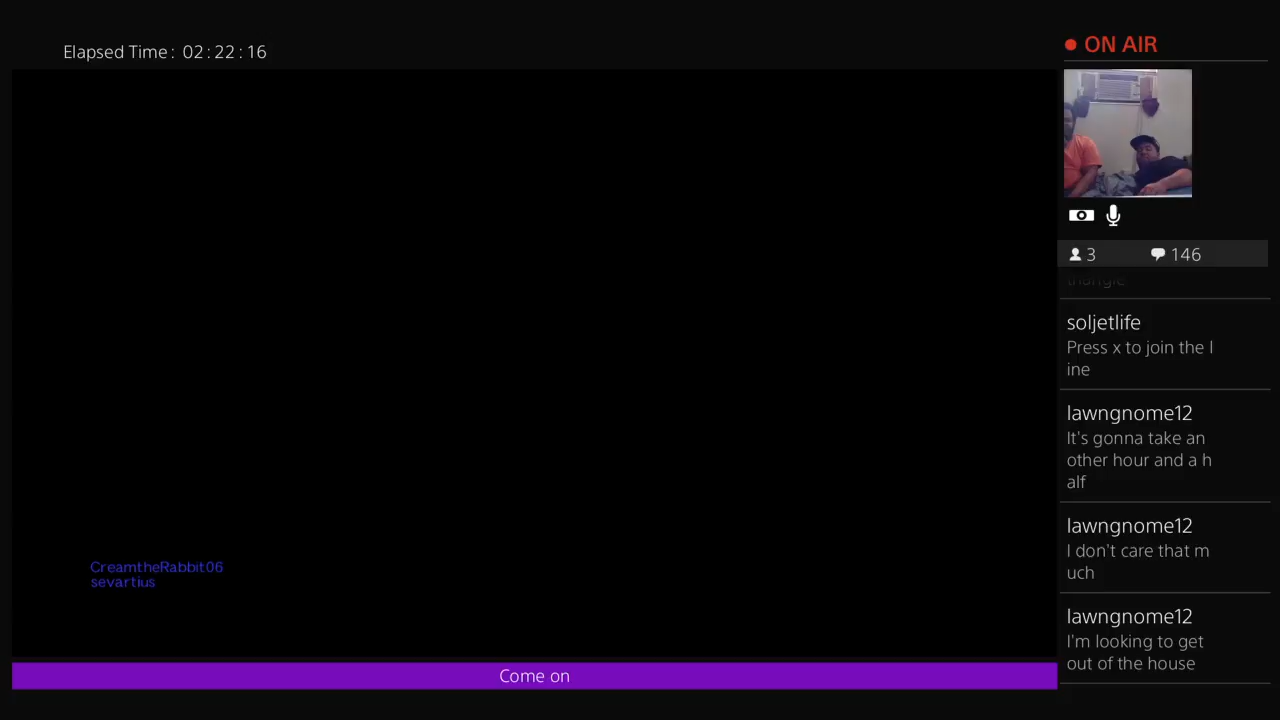 Elapsed Time: 02:22:16
ON AIR
3
146
triangle
soljetlife
Press x to join the l
ine
lawngnome12
It's gonna take an
other hour and a h
alf
lawngnome12
I don't care that m
uch
lawngnome12
I'm looking to get
out of the house
CreamtheRabbit06
sevartius
Come on